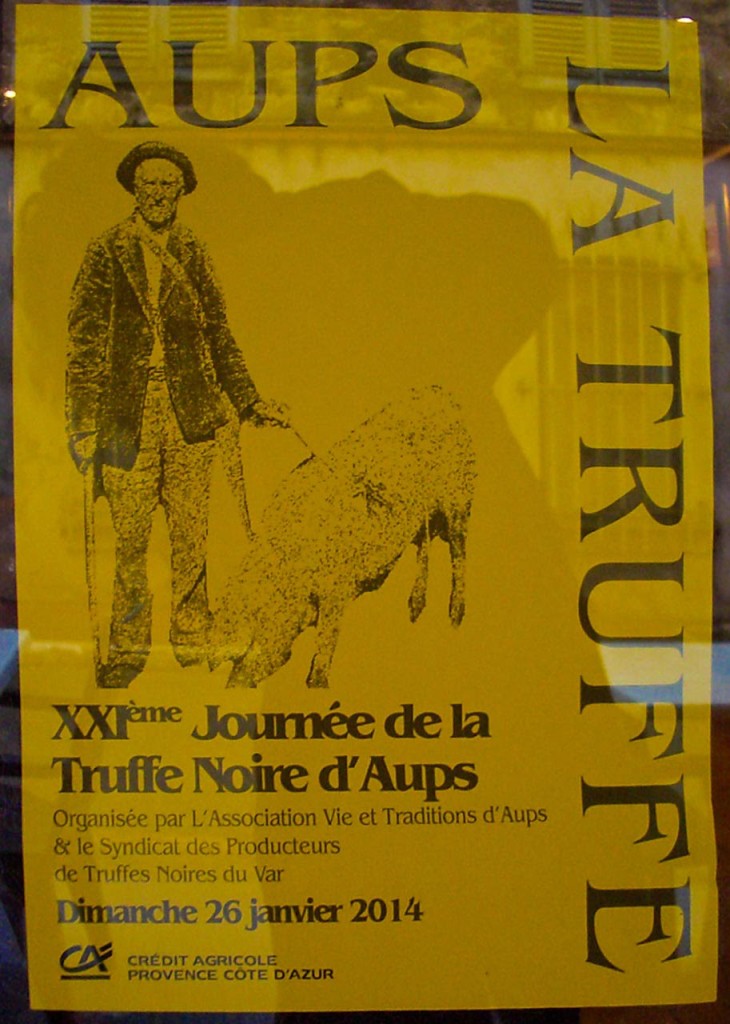 AUPS
LA TRUFFE
XXIème Journée de la
Truffe Noire d'Aups
Organisée par L'Association Vie et Traditions d'Aups
& le Syndicat des Producteurs
de Truffes Noires du Var
Dimanche 26 janvier 2014
CA
CRÉDIT AGRICOLE
PROVENCE CÔTE D'AZUR